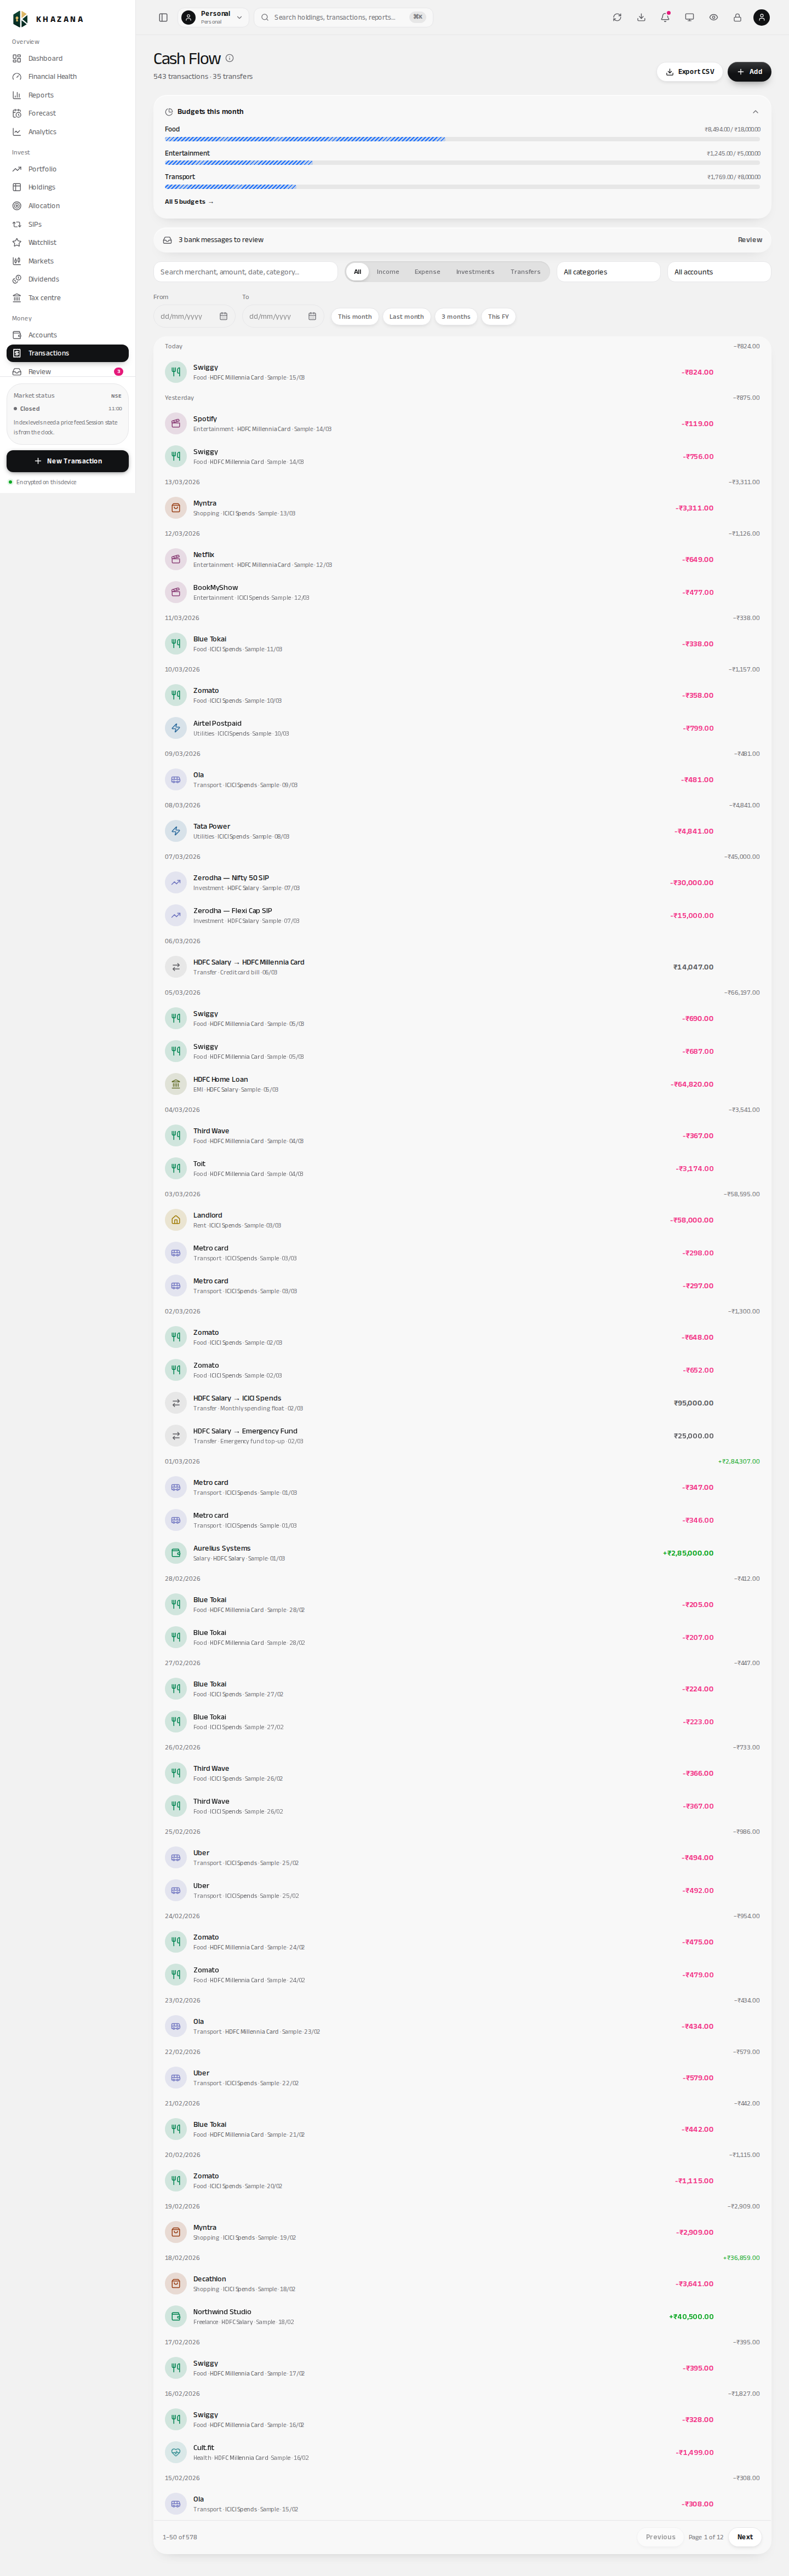 KHAZANA
Overview
Dashboard
Financial Health
Reports
Forecast
Analytics
Invest
Portfolio
Holdings
Allocation
SIPs
Watchlist
Markets
Dividends
Tax centre
Money
Accounts
Transactions
Review 3
Market status NSE
Closed 11:00
Index levels need a price feed. Session state
is from the clock.
+ New Transaction
Encrypted on this device
Personal
Personal
Search holdings, transactions, reports... ⌘K
Cash Flow
543 transactions · 35 transfers
Export CSV
+ Add
Budgets this month
Food ₹8,494.00 / ₹18,000.00
Entertainment ₹1,245.00 / ₹5,000.00
Transport ₹1,769.00 / ₹8,000.00
All 5 budgets →
3 bank messages to review Review
Search merchant, amount, date, category...
All Income Expense Investments Transfers
All categories
All accounts
From To
dd/mm/yyyy dd/mm/yyyy This month Last month 3 months This FY
Today −₹824.00
Swiggy -₹824.00
Food · HDFC Millennia Card · Sample · 15/03
Yesterday −₹875.00
Spotify -₹119.00
Entertainment · HDFC Millennia Card · Sample · 14/03
Swiggy -₹756.00
Food · HDFC Millennia Card · Sample · 14/03
13/03/2026 −₹3,311.00
Myntra -₹3,311.00
Shopping · ICICI Spends · Sample · 13/03
12/03/2026 −₹1,126.00
Netflix -₹649.00
Entertainment · HDFC Millennia Card · Sample · 12/03
BookMyShow -₹477.00
Entertainment · ICICI Spends · Sample · 12/03
11/03/2026 −₹338.00
Blue Tokai -₹338.00
Food · ICICI Spends · Sample · 11/03
10/03/2026 −₹1,157.00
Zomato -₹358.00
Food · ICICI Spends · Sample · 10/03
Airtel Postpaid -₹799.00
Utilities · ICICI Spends · Sample · 10/03
09/03/2026 −₹481.00
Ola -₹481.00
Transport · ICICI Spends · Sample · 09/03
08/03/2026 −₹4,841.00
Tata Power -₹4,841.00
Utilities · ICICI Spends · Sample · 08/03
07/03/2026 −₹45,000.00
Zerodha — Nifty 50 SIP -₹30,000.00
Investment · HDFC Salary · Sample · 07/03
Zerodha — Flexi Cap SIP -₹15,000.00
Investment · HDFC Salary · Sample · 07/03
06/03/2026
HDFC Salary → HDFC Millennia Card ₹14,047.00
Transfer · Credit card bill · 06/03
05/03/2026 −₹66,197.00
Swiggy -₹690.00
Food · HDFC Millennia Card · Sample · 05/03
Swiggy -₹687.00
Food · HDFC Millennia Card · Sample · 05/03
HDFC Home Loan -₹64,820.00
EMI · HDFC Salary · Sample · 05/03
04/03/2026 −₹3,541.00
Third Wave -₹367.00
Food · HDFC Millennia Card · Sample · 04/03
Toit -₹3,174.00
Food · HDFC Millennia Card · Sample · 04/03
03/03/2026 −₹58,595.00
Landlord -₹58,000.00
Rent · ICICI Spends · Sample · 03/03
Metro card -₹298.00
Transport · ICICI Spends · Sample · 03/03
Metro card -₹297.00
Transport · ICICI Spends · Sample · 03/03
02/03/2026 −₹1,300.00
Zomato -₹648.00
Food · ICICI Spends · Sample · 02/03
Zomato -₹652.00
Food · ICICI Spends · Sample · 02/03
HDFC Salary → ICICI Spends ₹95,000.00
Transfer · Monthly spending float · 02/03
HDFC Salary → Emergency Fund ₹25,000.00
Transfer · Emergency fund top-up · 02/03
01/03/2026 +₹2,84,307.00
Metro card -₹347.00
Transport · ICICI Spends · Sample · 01/03
Metro card -₹346.00
Transport · ICICI Spends · Sample · 01/03
Aurelius Systems +₹2,85,000.00
Salary · HDFC Salary · Sample · 01/03
28/02/2026 −₹412.00
Blue Tokai -₹205.00
Food · HDFC Millennia Card · Sample · 28/02
Blue Tokai -₹207.00
Food · HDFC Millennia Card · Sample · 28/02
27/02/2026 −₹447.00
Blue Tokai -₹224.00
Food · ICICI Spends · Sample · 27/02
Blue Tokai -₹223.00
Food · ICICI Spends · Sample · 27/02
26/02/2026 −₹733.00
Third Wave -₹366.00
Food · ICICI Spends · Sample · 26/02
Third Wave -₹367.00
Food · ICICI Spends · Sample · 26/02
25/02/2026 −₹986.00
Uber -₹494.00
Transport · ICICI Spends · Sample · 25/02
Uber -₹492.00
Transport · ICICI Spends · Sample · 25/02
24/02/2026 −₹954.00
Zomato -₹475.00
Food · HDFC Millennia Card · Sample · 24/02
Zomato -₹479.00
Food · HDFC Millennia Card · Sample · 24/02
23/02/2026 −₹434.00
Ola -₹434.00
Transport · HDFC Millennia Card · Sample · 23/02
22/02/2026 −₹579.00
Uber -₹579.00
Transport · ICICI Spends · Sample · 22/02
21/02/2026 −₹442.00
Blue Tokai -₹442.00
Food · HDFC Millennia Card · Sample · 21/02
20/02/2026 −₹1,115.00
Zomato -₹1,115.00
Food · ICICI Spends · Sample · 20/02
19/02/2026 −₹2,909.00
Myntra -₹2,909.00
Shopping · ICICI Spends · Sample · 19/02
18/02/2026 +₹36,859.00
Decathlon -₹3,641.00
Shopping · ICICI Spends · Sample · 18/02
Northwind Studio +₹40,500.00
Freelance · HDFC Salary · Sample · 18/02
17/02/2026 −₹395.00
Swiggy -₹395.00
Food · HDFC Millennia Card · Sample · 17/02
16/02/2026 −₹1,827.00
Swiggy -₹328.00
Food · HDFC Millennia Card · Sample · 16/02
Cult.fit -₹1,499.00
Health · HDFC Millennia Card · Sample · 16/02
15/02/2026 −₹308.00
Ola -₹308.00
Transport · ICICI Spends · Sample · 15/02
1–50 of 578 Previous Page 1 of 12 Next